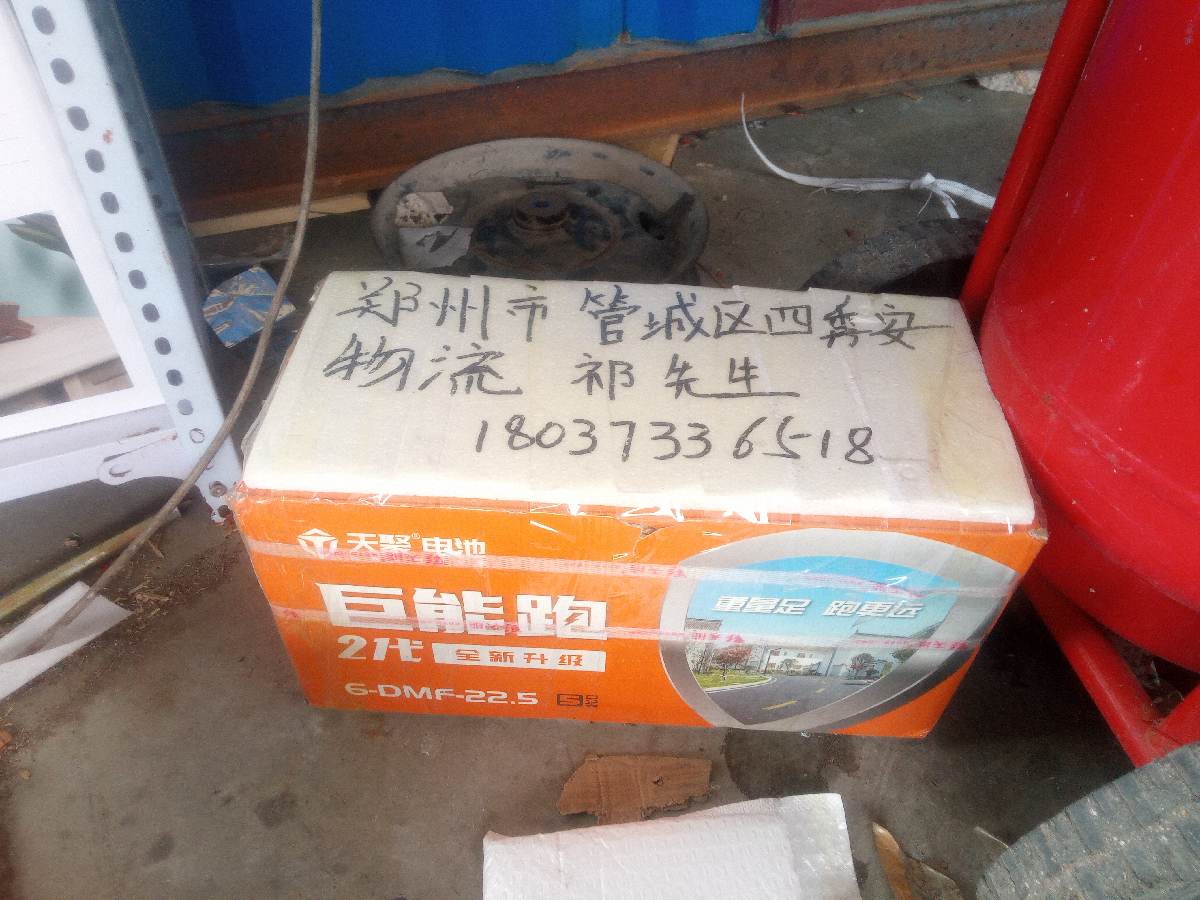 郑州市 管城区四秀安
物流 祁先生
18037336518
天聚® 电池
巨能跑
2代 全新升级
6-DMF-22.5
重量足 跑更远